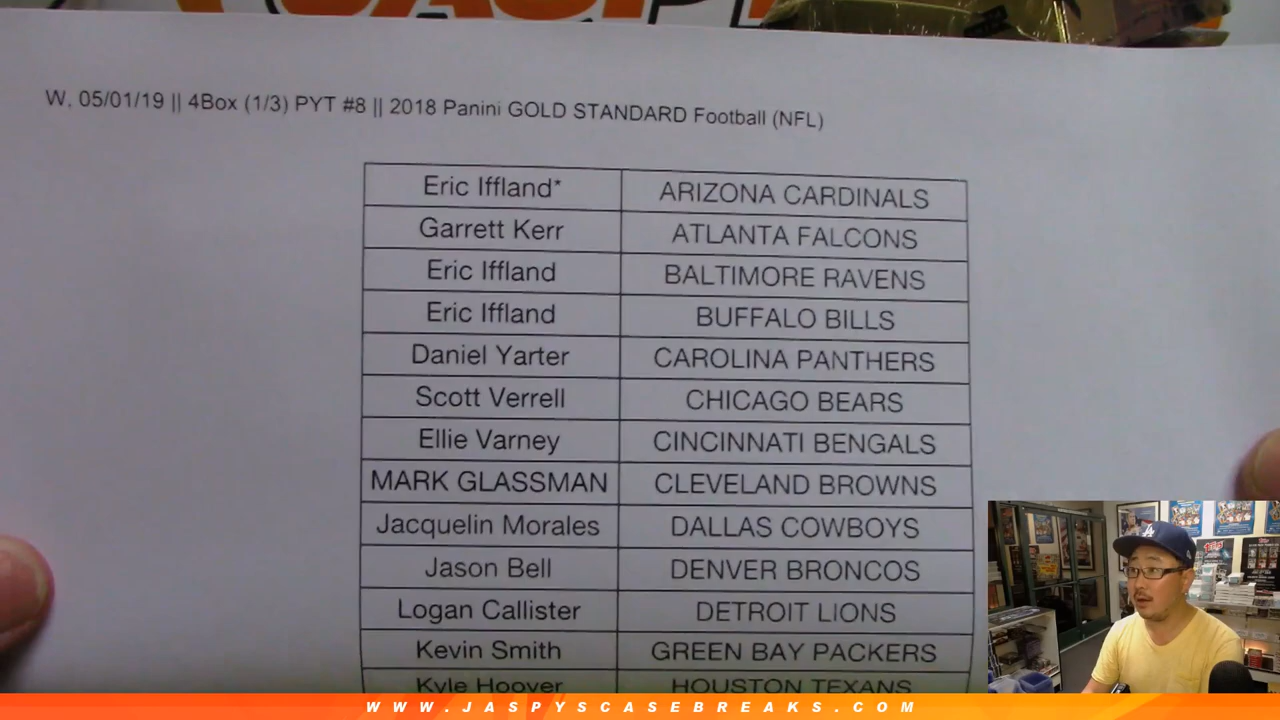 JASPY
W, 05/01/19 || 4Box (1/3) PYT #8 || 2018 Panini GOLD STANDARD Football (NFL)
Eric Iffland* ARIZONA CARDINALS
Garrett Kerr ATLANTA FALCONS
Eric Iffland BALTIMORE RAVENS
Eric Iffland BUFFALO BILLS
Daniel Yarter CAROLINA PANTHERS
Scott Verrell CHICAGO BEARS
Ellie Varney CINCINNATI BENGALS
MARK GLASSMAN CLEVELAND BROWNS
Jacquelin Morales DALLAS COWBOYS
Jason Bell DENVER BRONCOS
Logan Callister DETROIT LIONS
Kevin Smith GREEN BAY PACKERS
Kyle Hoover HOUSTON TEXANS
WWW.JASPYSCASEBREAKS.COM